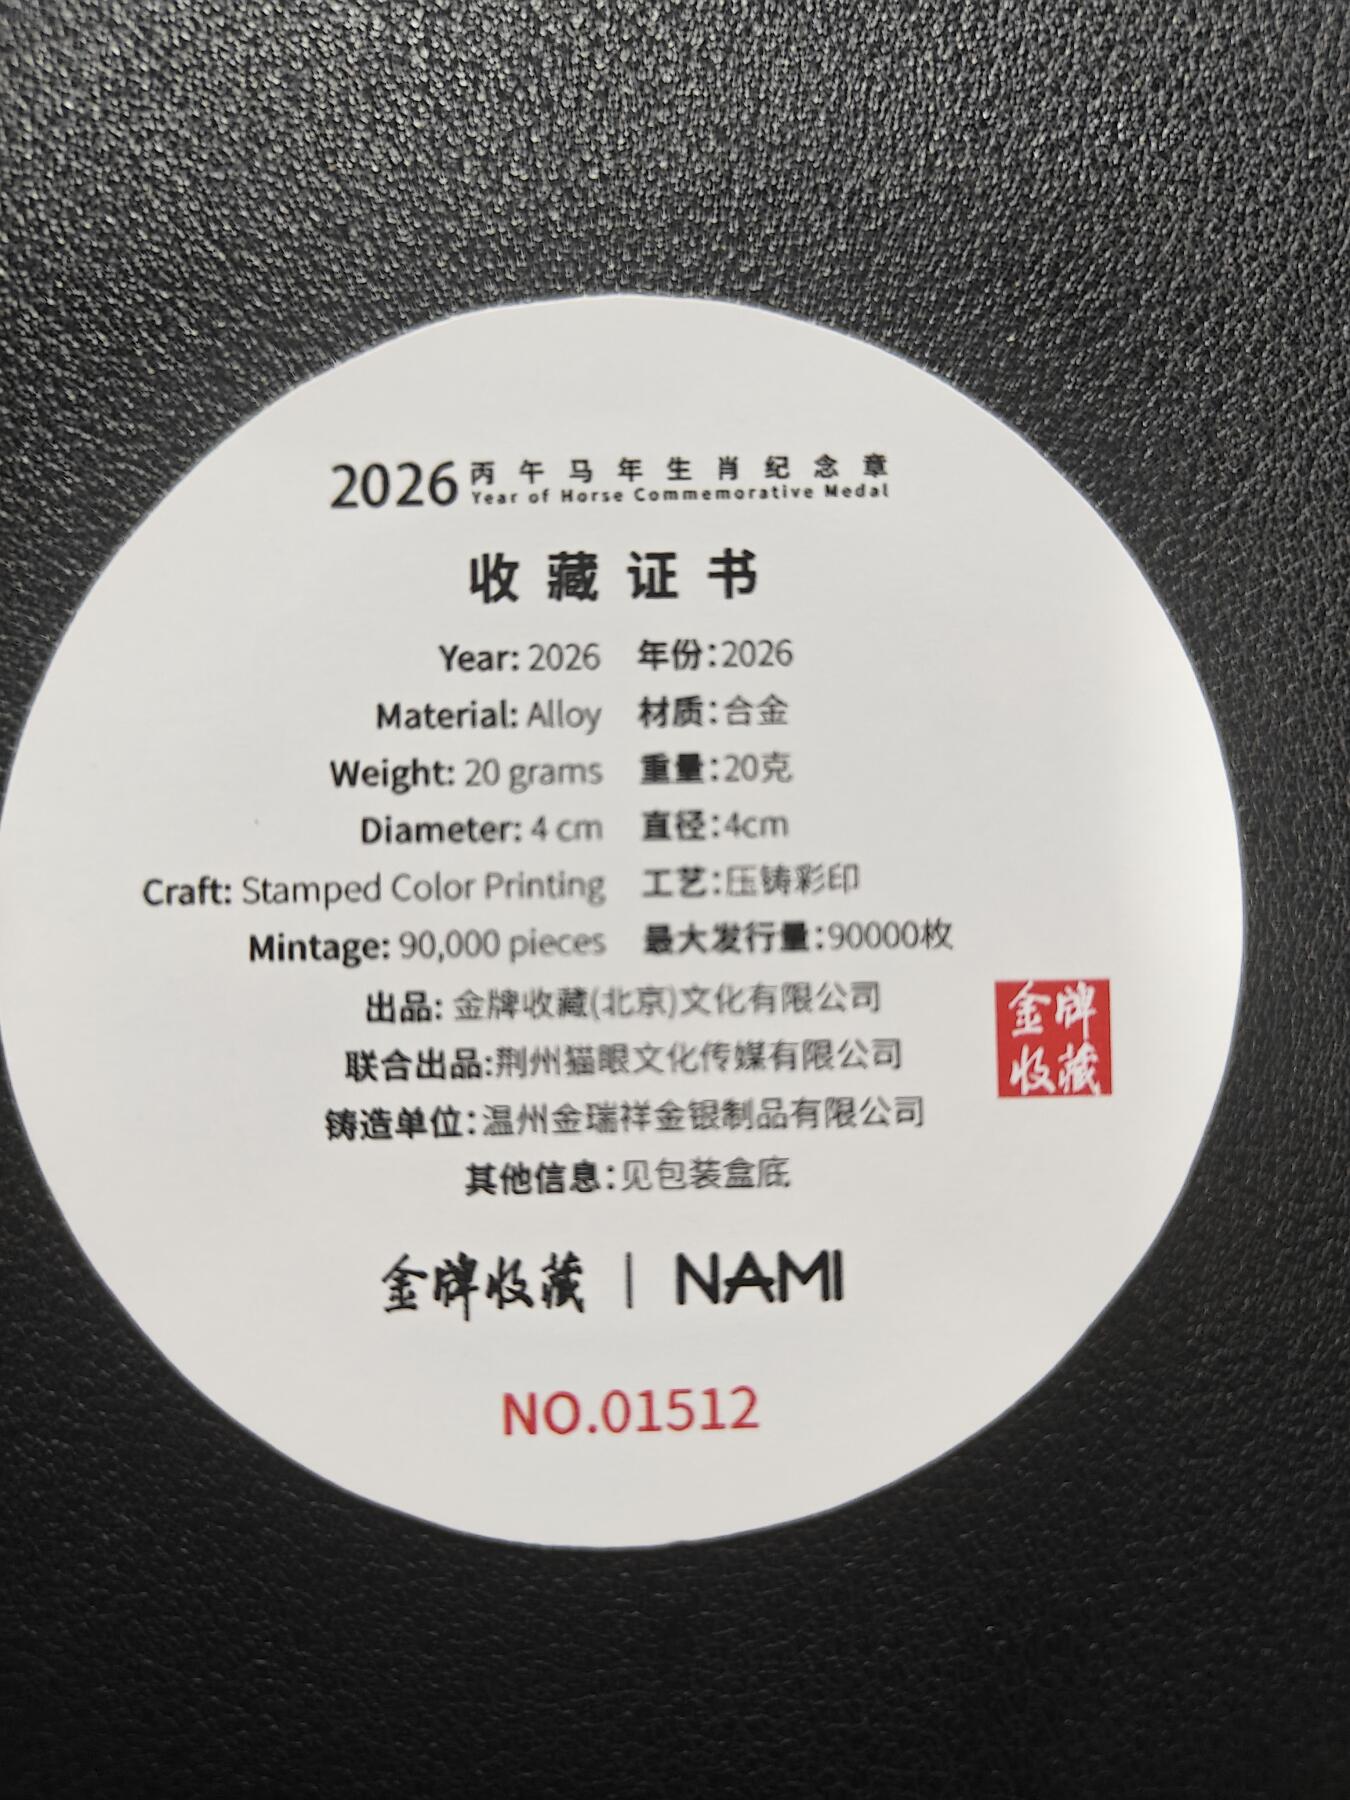 2026 丙午马年生肖纪念章
Year of Horse Commemorative Medal
收藏证书
Year: 2026 年份:2026
Material: Alloy 材质:合金
Weight: 20 grams 重量:20克
Diameter: 4 cm 直径:4cm
Craft: Stamped Color Printing 工艺:压铸彩印
Mintage: 90,000 pieces 最大发行量:90000枚
出品: 金牌收藏(北京)文化有限公司
联合出品:荆州猫眼文化传媒有限公司
铸造单位:温州金瑞祥金银制品有限公司
其他信息:见包装盒底
金牌
收藏
金牌收藏 | NAMI
NO.01512